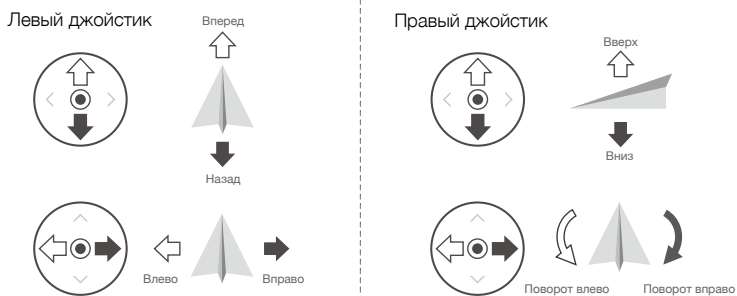 Левый джойстик
Вперед
Назад
Влево
Вправо
Правый джойстик
Вверх
Вниз
Поворот влево
Поворот вправо